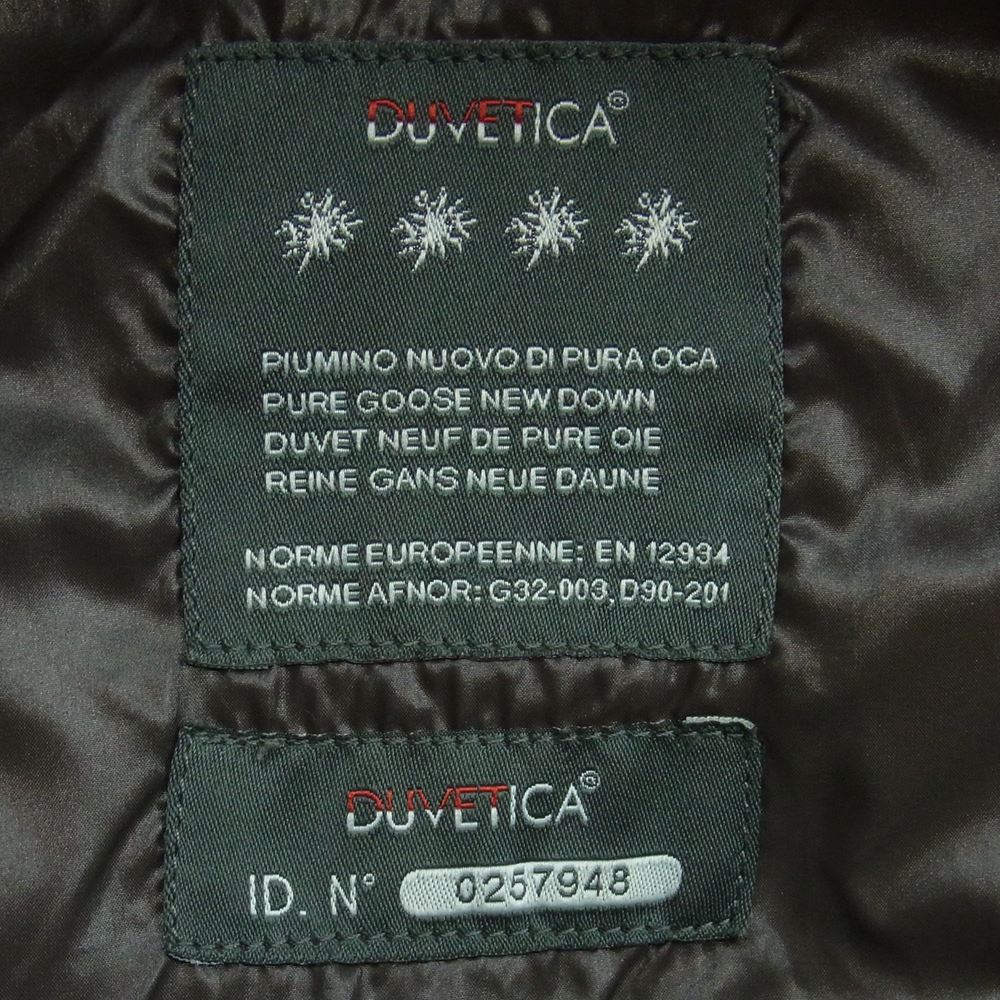 DUVETICA®
PIUMINO NUOVO DI PURA OCA
PURE GOOSE NEW DOWN
DUVET NEUF DE PURE OIE
REINE GANS NEUE DAUNE
NORME EUROPEENNE: EN 12934
NORME AFNOR: G32-003, D90-201
DUVETICA®
ID. N° 0257948